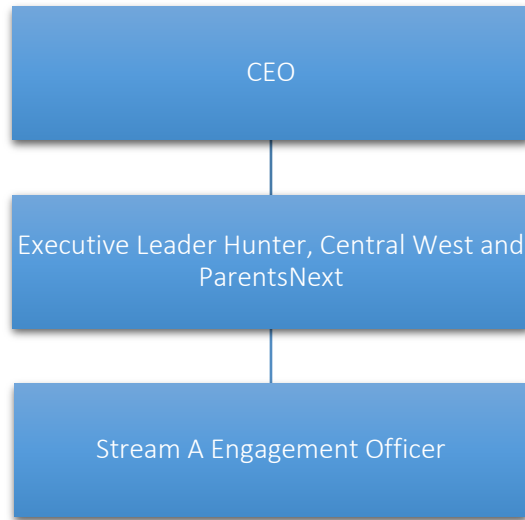 CEO
Executive Leader Hunter, Central West and
ParentsNext
Stream A Engagement Officer